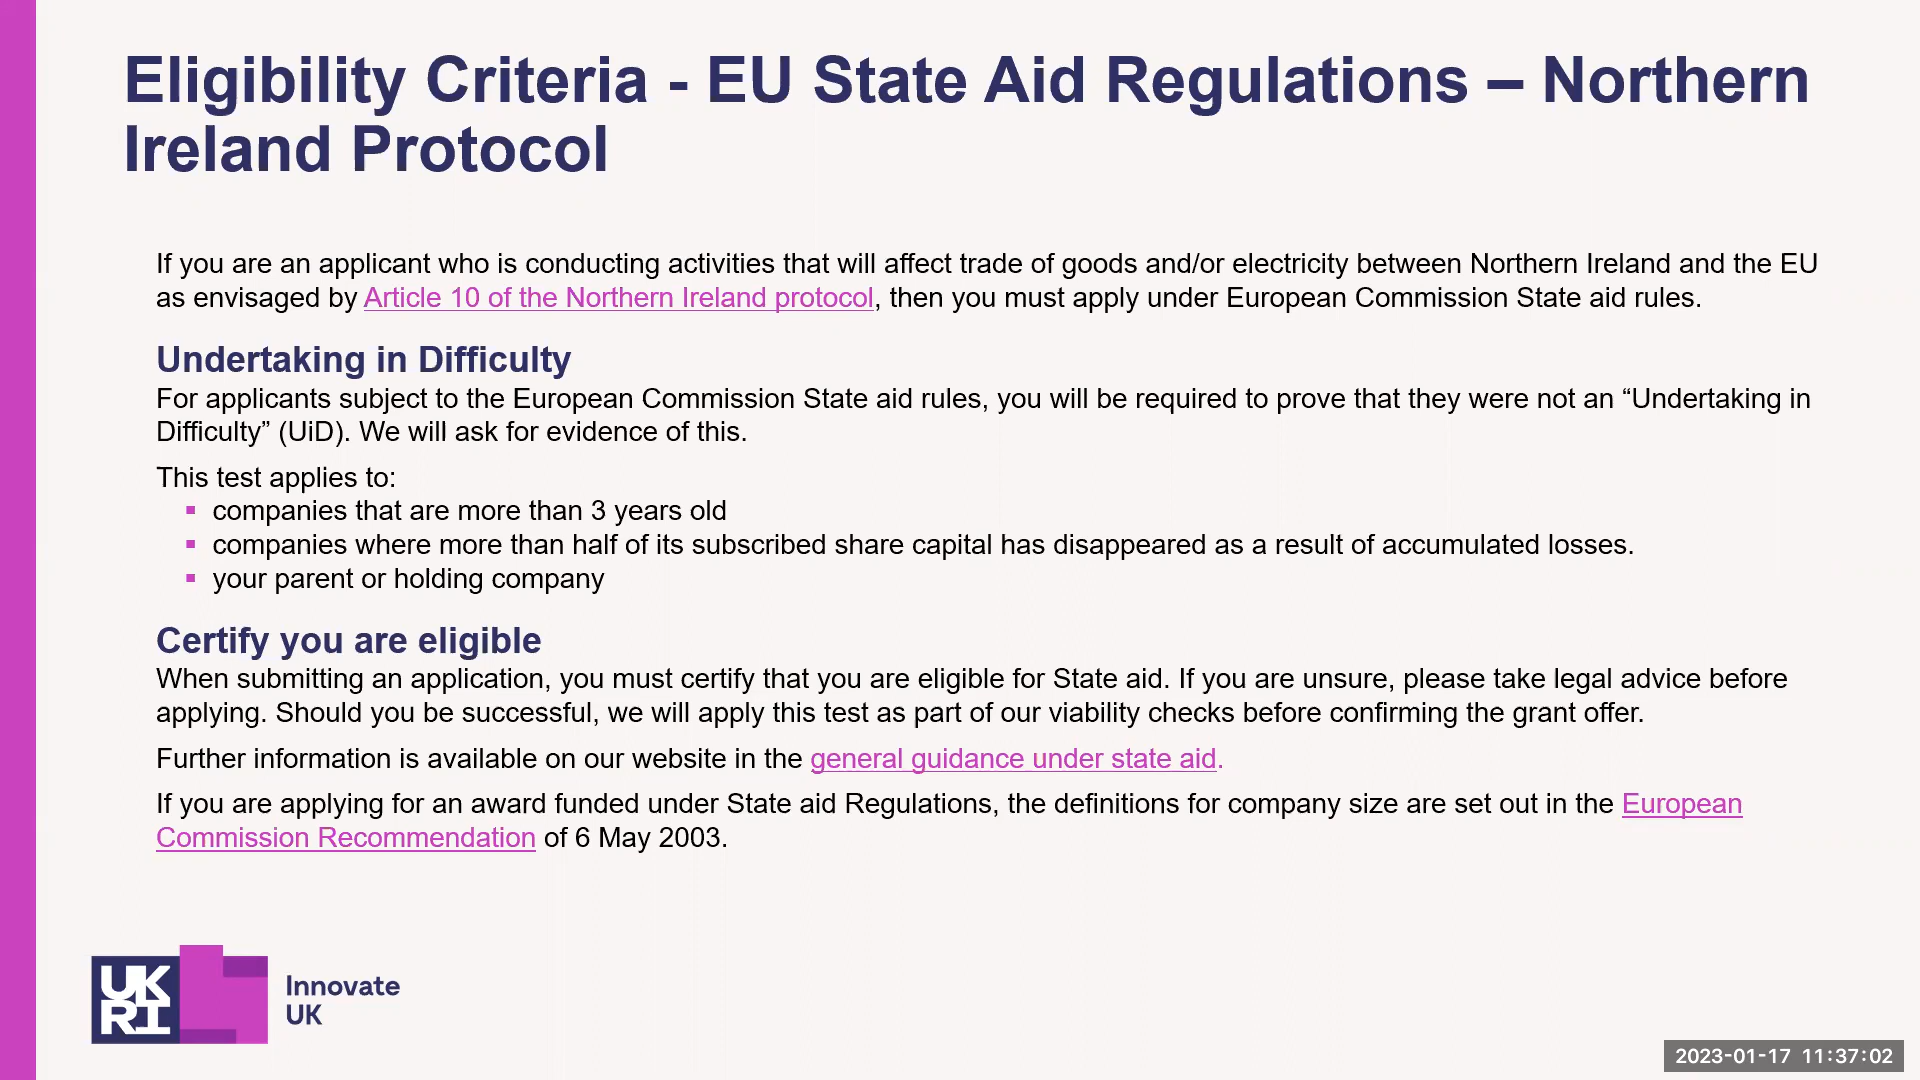 Eligibility Criteria - EU State Aid Regulations – Northern
Ireland Protocol
If you are an applicant who is conducting activities that will affect trade of goods and/or electricity between Northern Ireland and the EU
as envisaged by Article 10 of the Northern Ireland protocol, then you must apply under European Commission State aid rules.
Undertaking in Difficulty
For applicants subject to the European Commission State aid rules, you will be required to prove that they were not an “Undertaking in
Difficulty” (UiD). We will ask for evidence of this.
This test applies to:
▪ companies that are more than 3 years old
▪ companies where more than half of its subscribed share capital has disappeared as a result of accumulated losses.
▪ your parent or holding company
Certify you are eligible
When submitting an application, you must certify that you are eligible for State aid. If you are unsure, please take legal advice before
applying. Should you be successful, we will apply this test as part of our viability checks before confirming the grant offer.
Further information is available on our website in the general guidance under state aid.
If you are applying for an award funded under State aid Regulations, the definitions for company size are set out in the European
Commission Recommendation of 6 May 2003.
UK
RI
Innovate
UK
2023-01-17 11:37:02